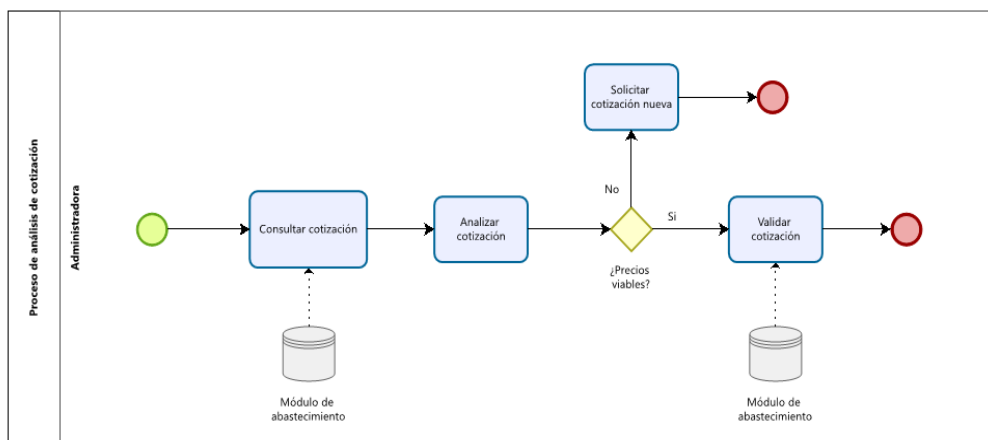 Proceso de análisis de cotización
Administradora
Solicitar
cotización nueva
No
Consultar cotización
Analizar
cotización
Si
Validar
cotización
¿Precios
viables?
Módulo de
abastecimiento
Módulo de
abastecimiento